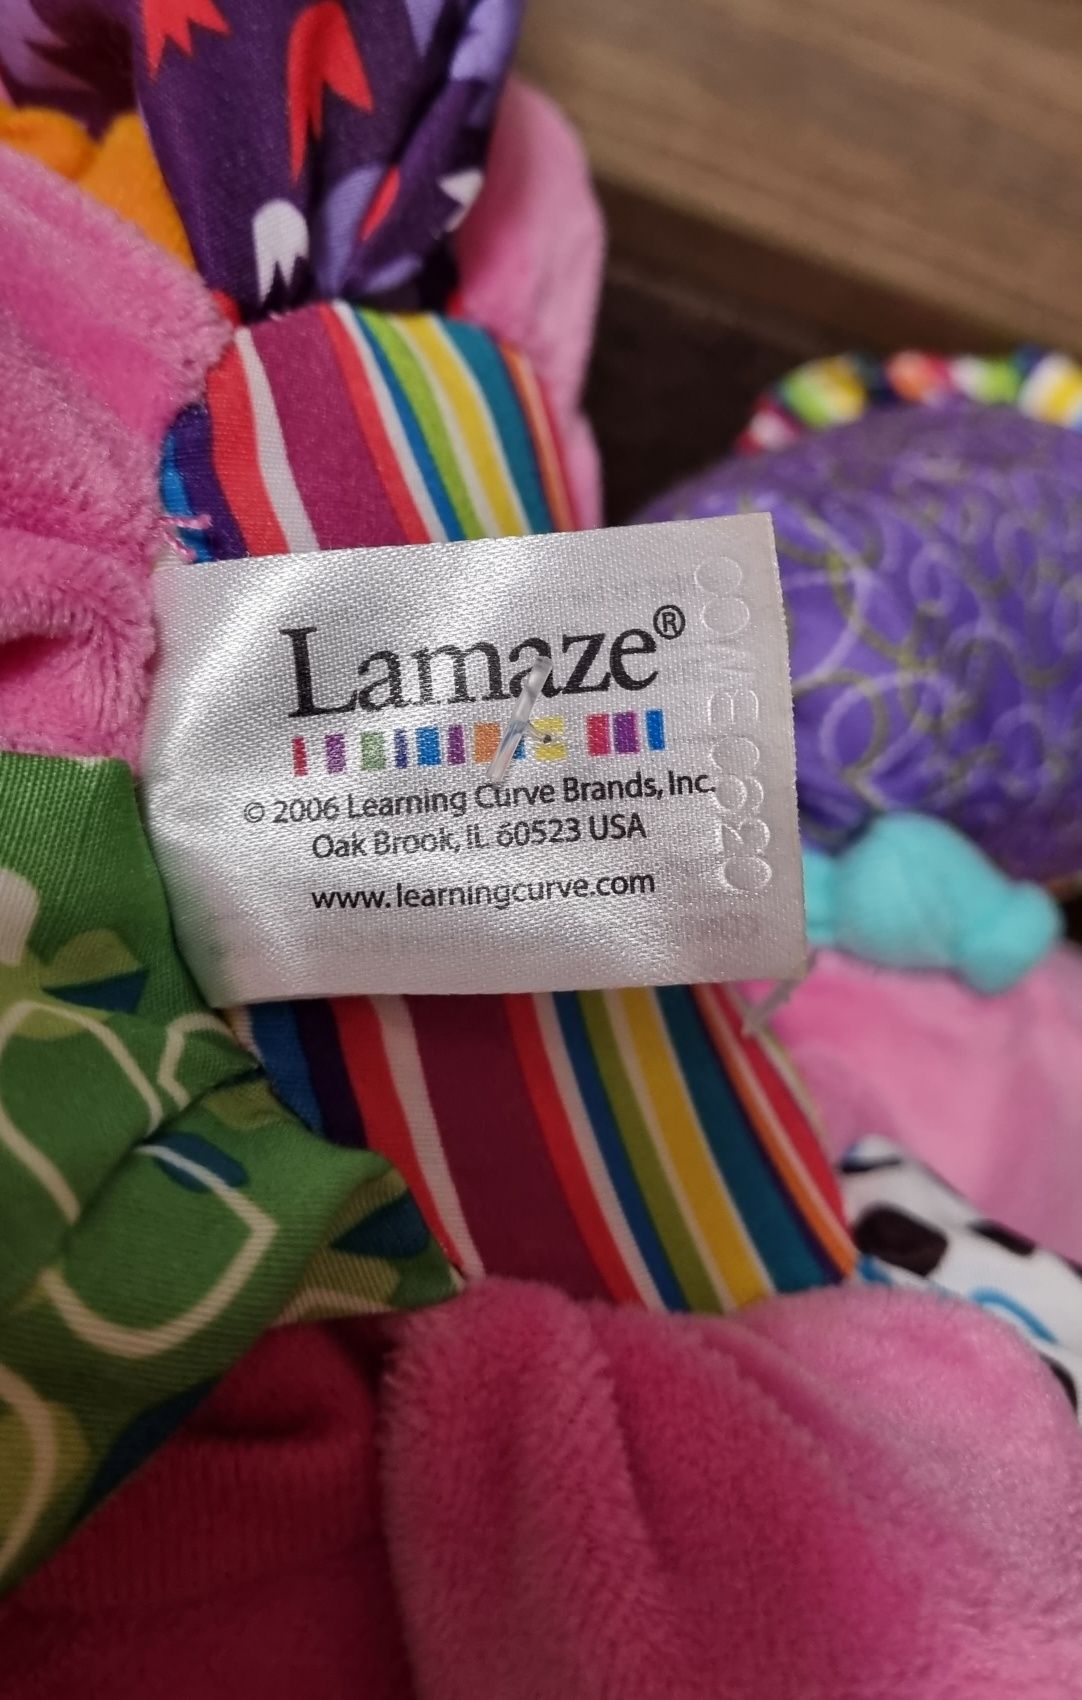 Lamaze®
© 2006 Learning Curve Brands, Inc.
Oak Brook, IL 60523 USA
www.learningcurve.com